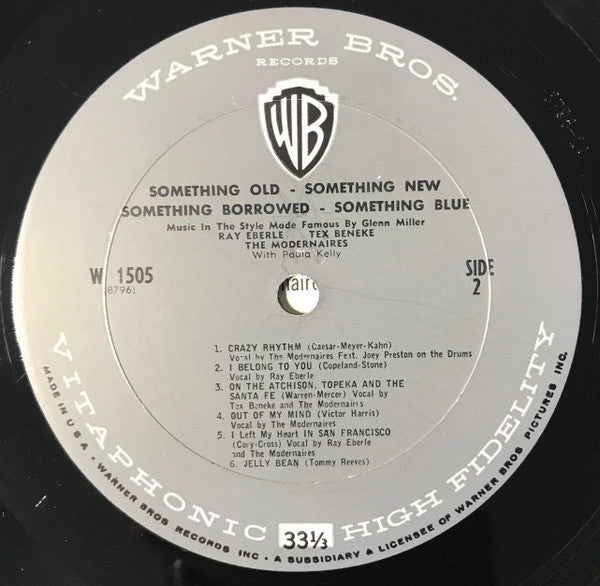 WARNER BROS.
RECORDS
WB
SOMETHING OLD - SOMETHING NEW
SOMETHING BORROWED - SOMETHING BLUE
Music In The Style Made Famous By Glenn Miller
RAY EBERLE TEX BENEKE
THE MODERNAIRES
With Paula Kelly
W 1505
(8796)
SIDE
2
1. CRAZY RHYTHM (Caesar-Meyer-Kahn)
Vocal by The Modernaires Feat. Joey Preston on the Drums
2. I BELONG TO YOU (Copeland-Stone)
Vocal by Ray Eberle
3. ON THE ATCHISON, TOPEKA AND THE
SANTA FE (Warren-Mercer) Vocal by
Tex Beneke and The Modernaires
4. OUT OF MY MIND (Victor Harris)
Vocal by The Modernaires
5. I Left My Heart IN SAN FRANCISCO
(Cory-Cross) Vocal by Ray Eberle
and The Modernaires
6. JELLY BEAN (Tommy Reeves)
VITAPHONIC HIGH FIDELITY
33⅓
MADE IN U S A · WARNER BROS RECORDS INC · A SUBSIDIARY & LICENSEE OF WARNER BROS PICTURES INC.